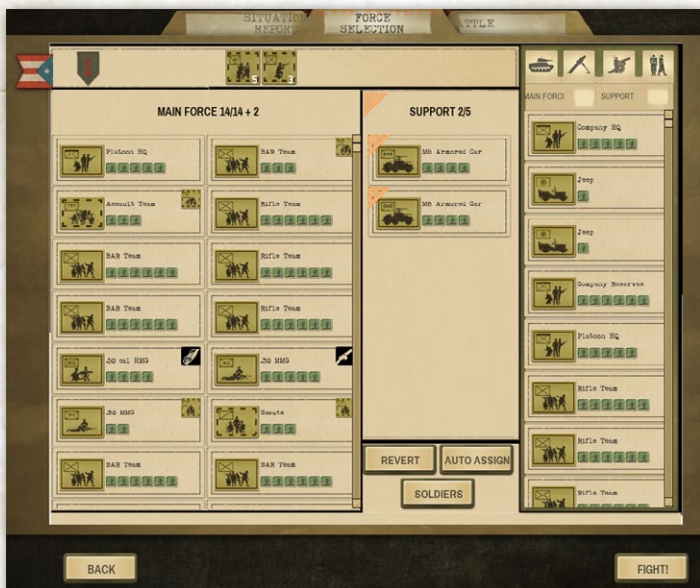 SITUATION
REPORT
FORCE
SELECTION
ATTLE
5
3
MAIN FORCE 14/14 + 2
SUPPORT 2/5
MAIN FORCI
SUPPORT
Platoon HQ
BAR Team
Assault Team
Rifle Team
BAR Team
Rifle Team
BAR Team
Rifle Team
.50 cal HMG
.30 MMG
.30 MMG
Scouts
BAR Team
BAR Team
M8 Armored Car
M8 Armored Car
Company HQ
Jeep
Jeep
Company Reserves
Platoon HQ
Rifle Team
Rifle Team
Rifle Team
REVERT
AUTO ASSIGN
SOLDIERS
BACK
FIGHT!